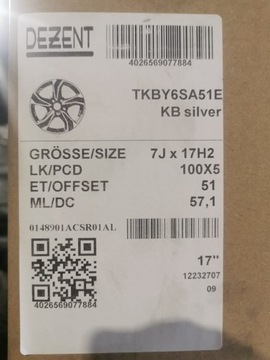 DEZENT
4026569077884
TKBY6SA51E
KB silver
GRÖSSE/SIZE 7J x 17H2
LK/PCD 100X5
ET/OFFSET 51
ML/DC 57,1
0148901ACSR01AL
17"
12232707
09
4026569077884